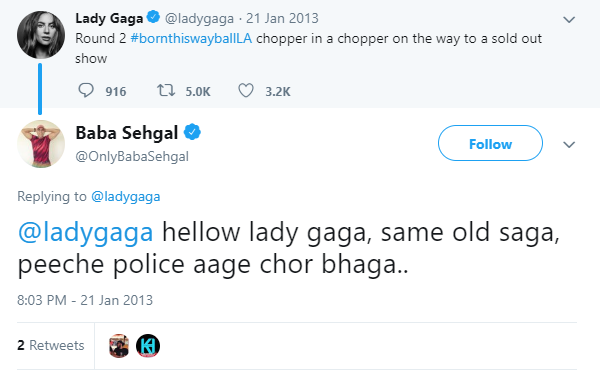 Lady Gaga @ladygaga · 21 Jan 2013
Round 2 #bornthiswayballLA chopper in a chopper on the way to a sold out
show
916 5.0K 3.2K
Baba Sehgal
@OnlyBabaSehgal
Follow
Replying to @ladygaga
@ladygaga hellow lady gaga, same old saga,
peeche police aage chor bhaga..
8:03 PM - 21 Jan 2013
2 Retweets